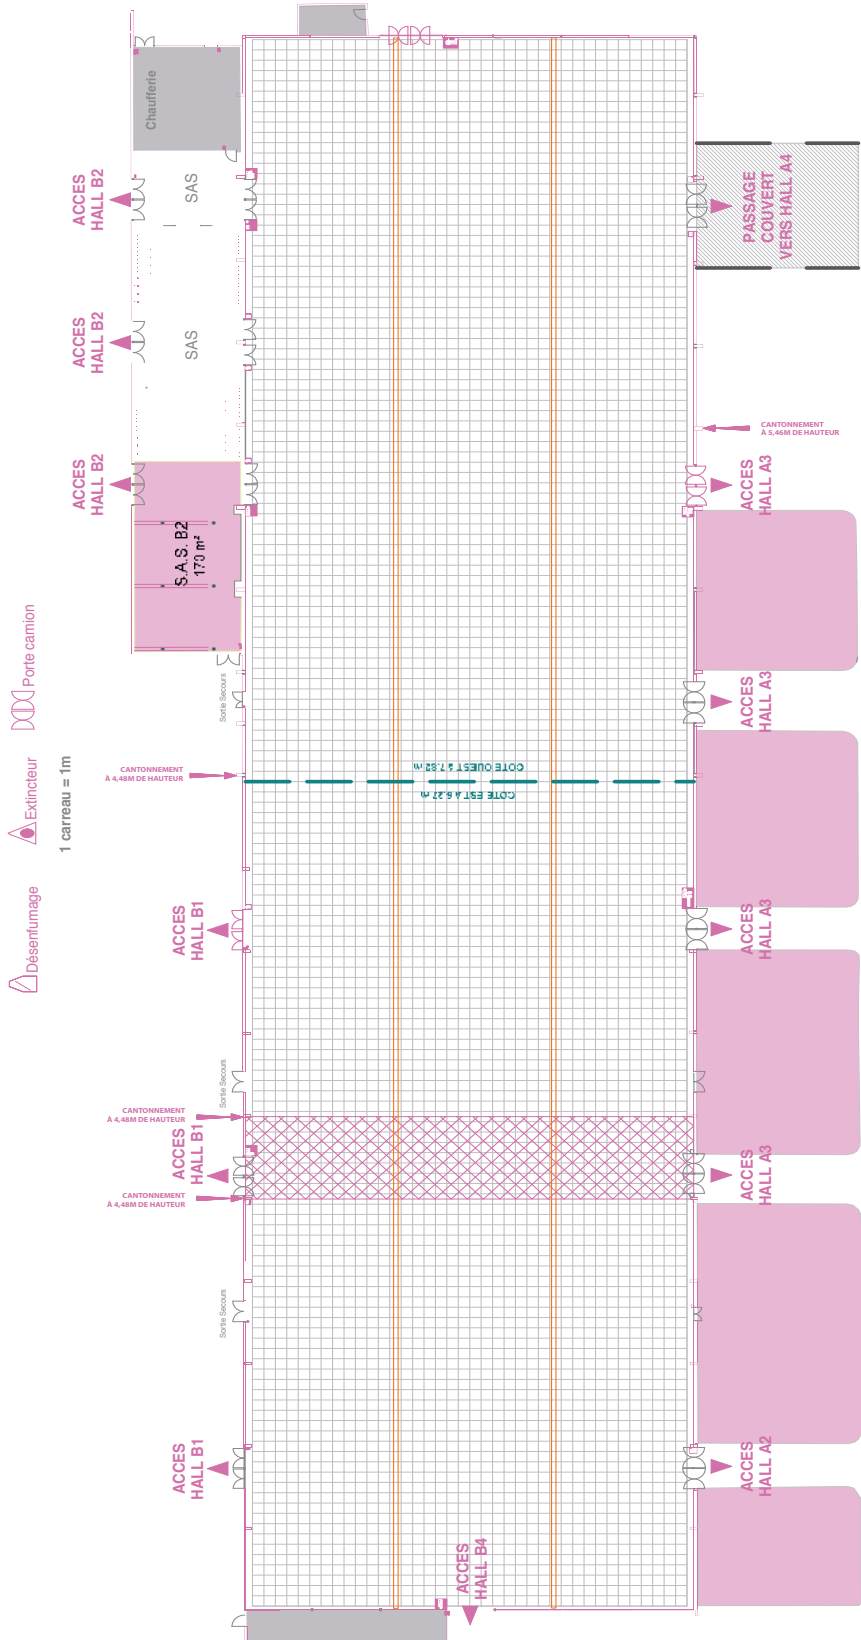 Chaufferie
ACCES
HALL B2
SAS
PASSAGE
COUVERT
VERS HALL A4
ACCES
HALL B2
SAS
CANTONNEMENT
À 5,46M DE HAUTEUR
ACCES
HALL B2
ACCES
HALL A3
S.A.S. B2
170 m²
Porte camion
Sortie Secours
ACCES
HALL A3
Extincteur
1 carreau = 1m
CANTONNEMENT
À 4,48M DE HAUTEUR
COTE OUEST à 7.82 m
COTE EST à 6.27 m
Désenfumage
ACCES
HALL B1
ACCES
HALL A3
Sortie Secours
CANTONNEMENT
À 4,48M DE HAUTEUR
ACCES
HALL B1
ACCES
HALL A3
CANTONNEMENT
À 4,48M DE HAUTEUR
Sortie Secours
ACCES
HALL B1
ACCES
HALL A2
ACCES
HALL B4